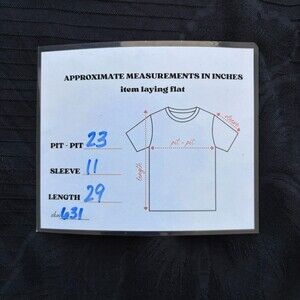 APPROXIMATE MEASUREMENTS IN INCHES
item laying flat
PIT - PIT 23
SLEEVE 11
LENGTH 29
631
pit - pit
length
sleeve